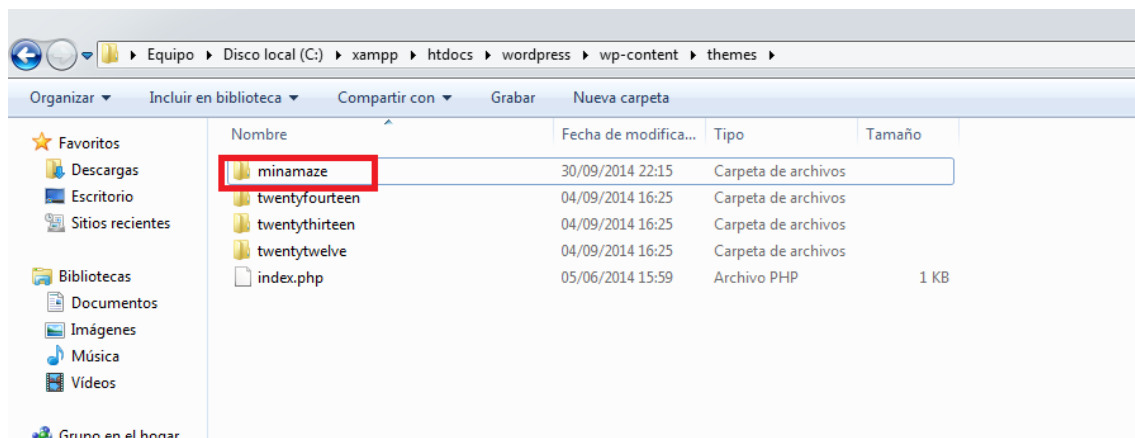 Equipo Disco local (C:) xampp htdocs wordpress wp-content themes
Organizar Incluir en biblioteca Compartir con Grabar Nueva carpeta
Favoritos
Descargas
Escritorio
Sitios recientes
Bibliotecas
Documentos
Imágenes
Música
Vídeos
Grupo en el hogar
Nombre Fecha de modifica... Tipo Tamaño
minamaze 30/09/2014 22:15 Carpeta de archivos
twentyfourteen 04/09/2014 16:25 Carpeta de archivos
twentythirteen 04/09/2014 16:25 Carpeta de archivos
twentytwelve 04/09/2014 16:25 Carpeta de archivos
index.php 05/06/2014 15:59 Archivo PHP 1 KB